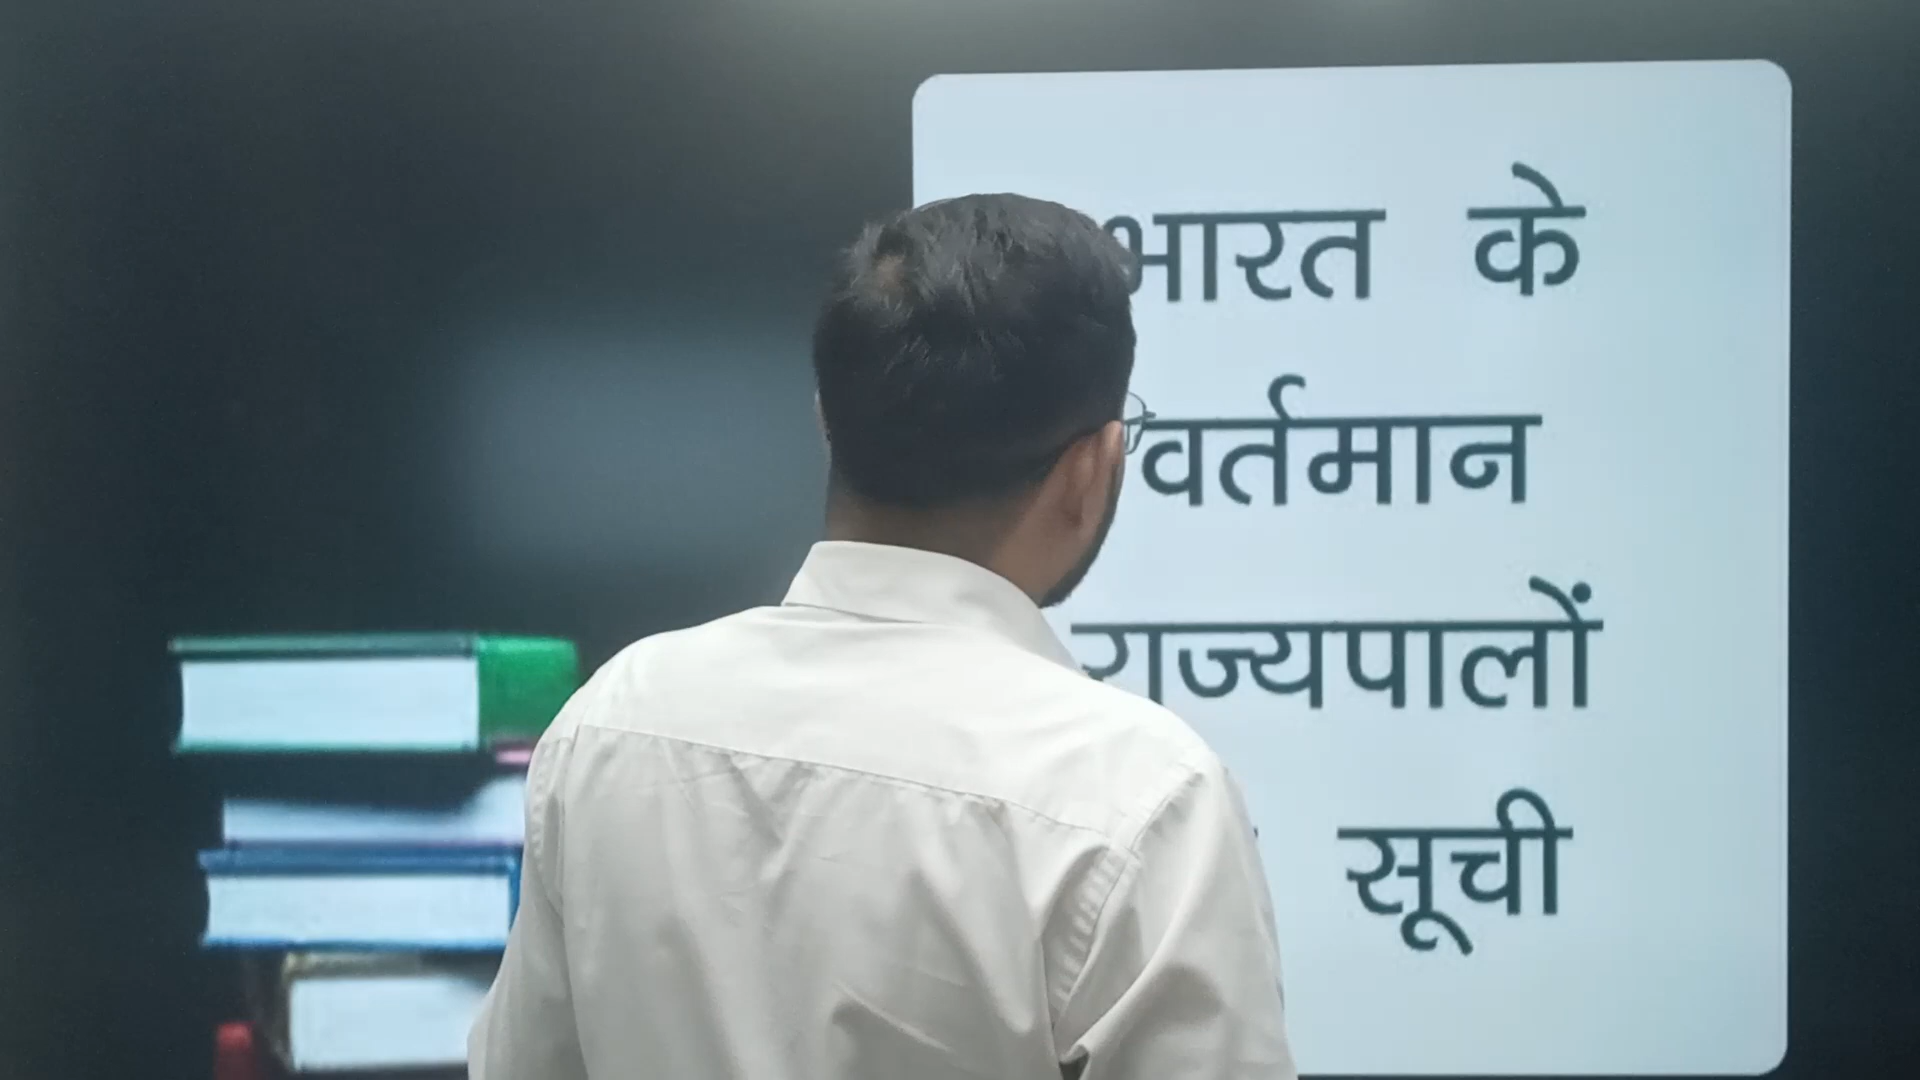 भारत के
वर्तमान
राज्यपालों
सूची